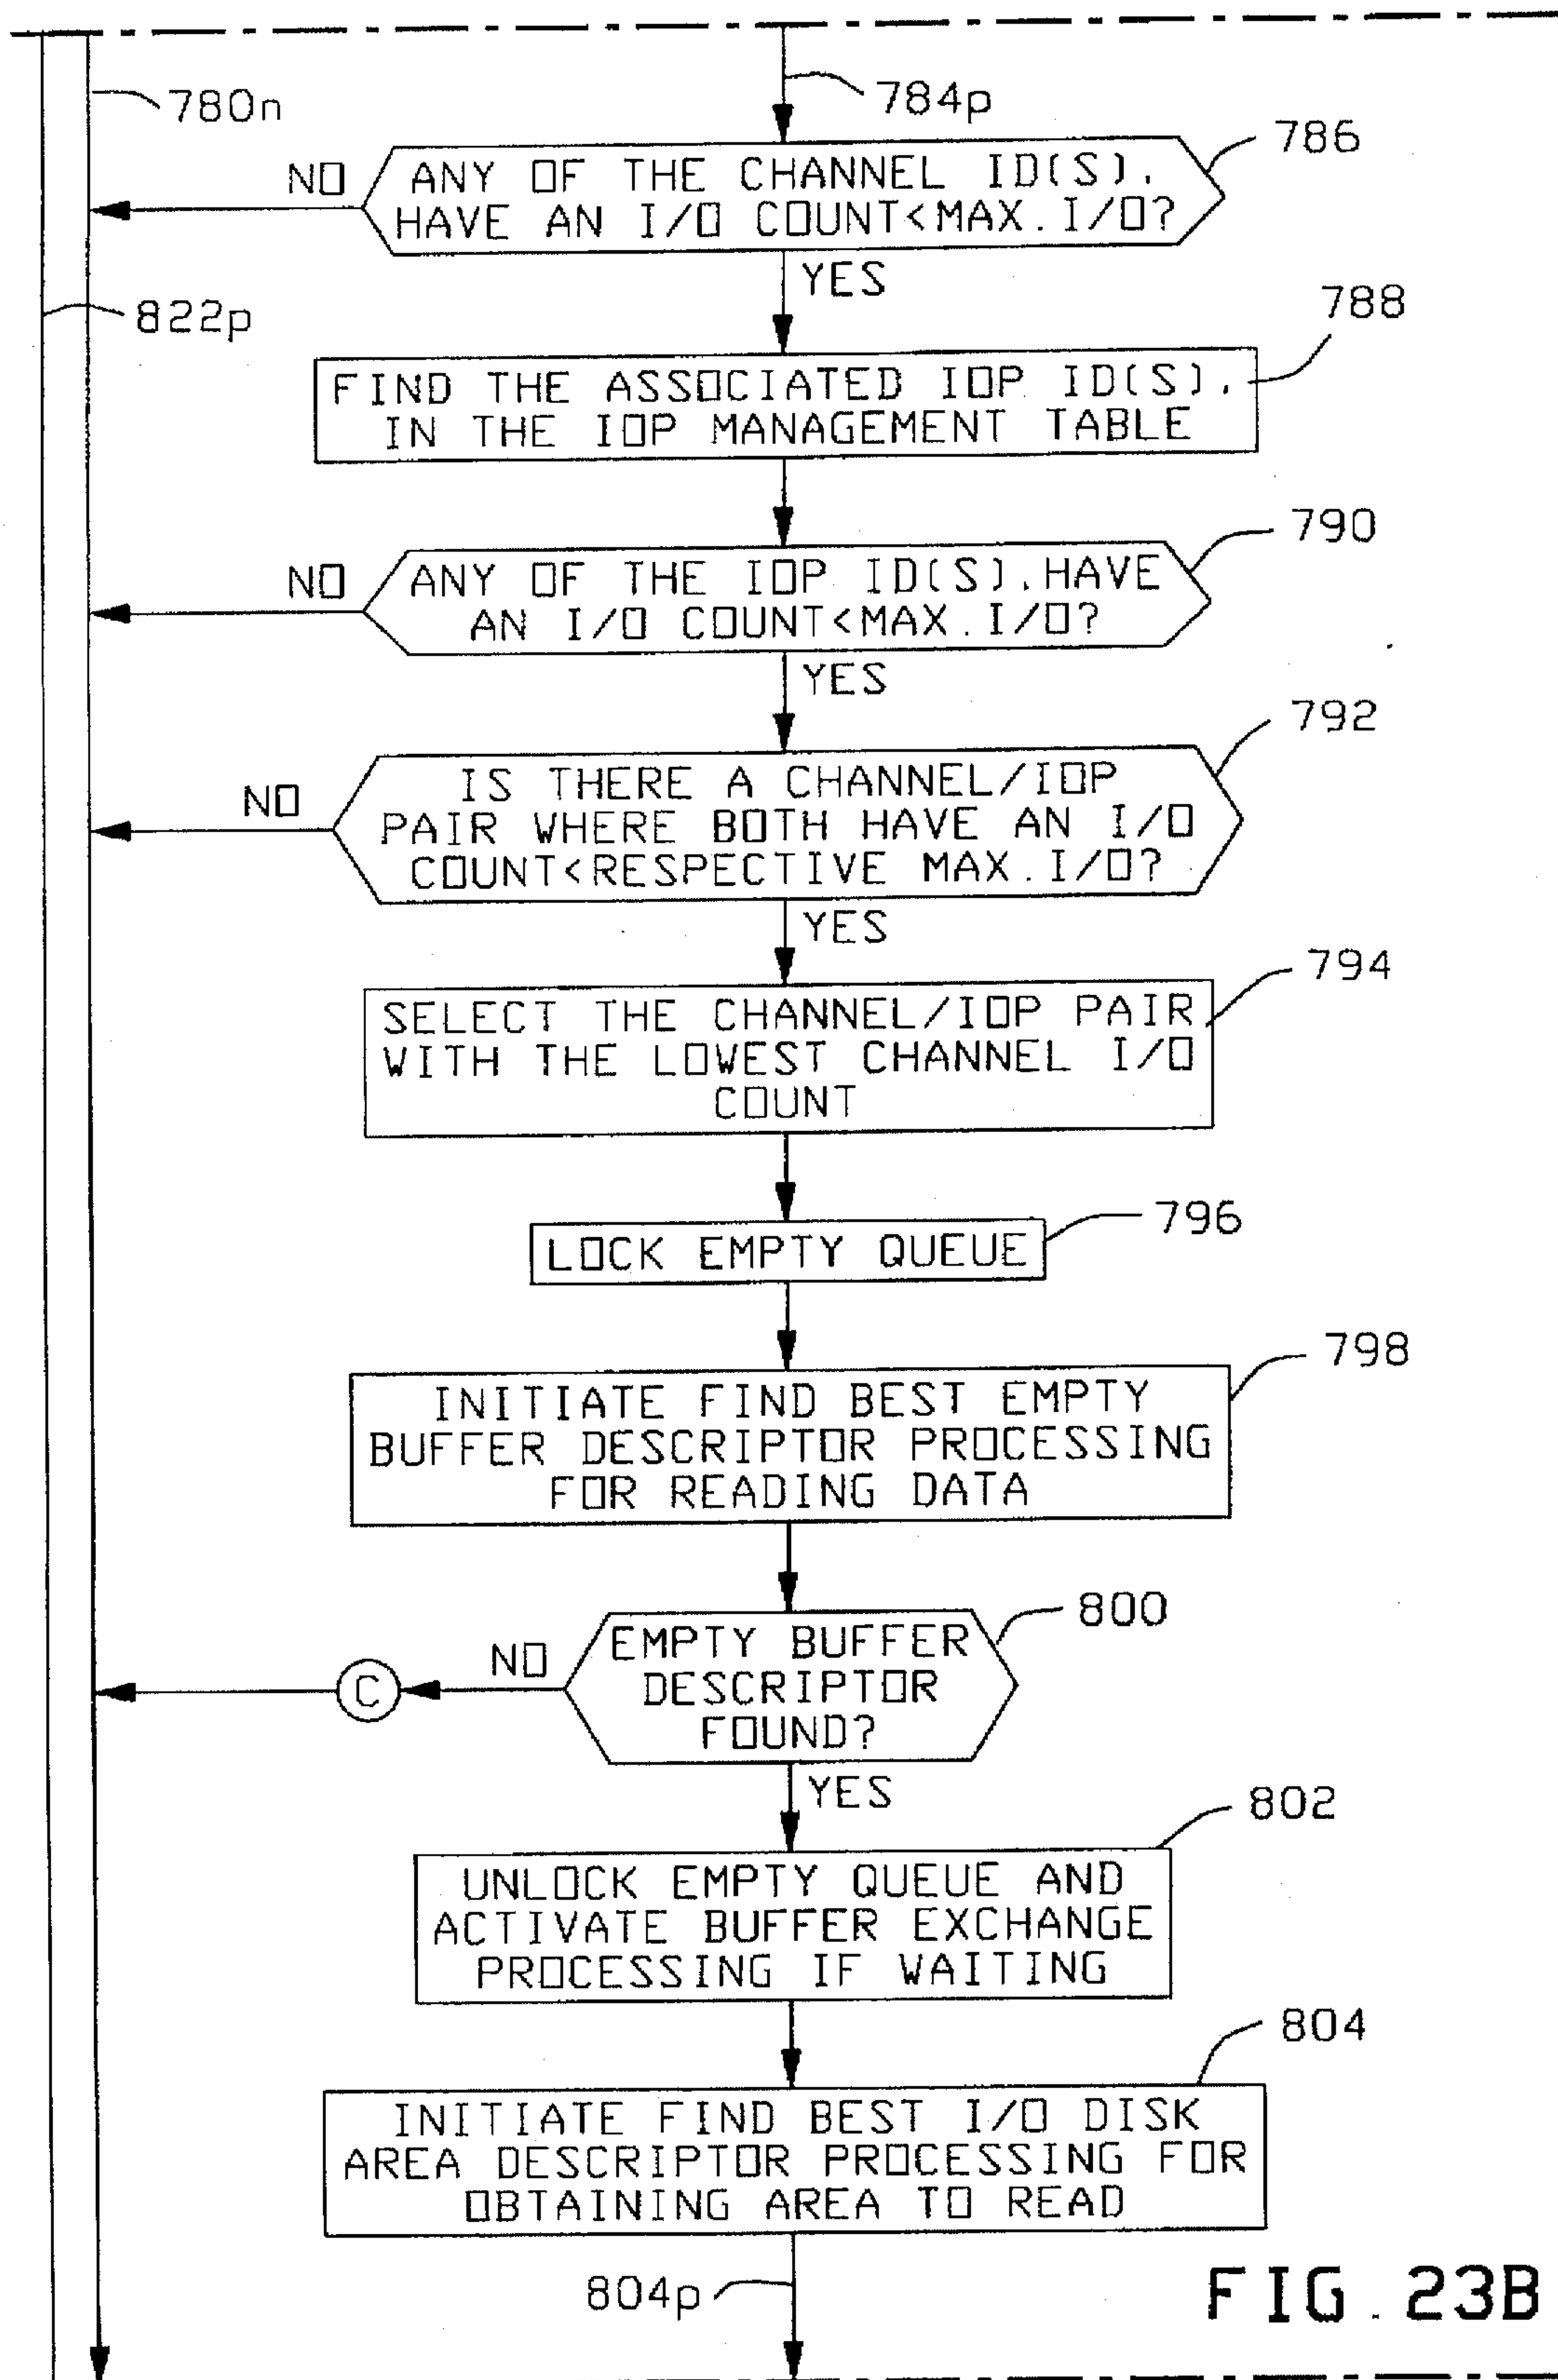 780n
784p
786
NO
ANY OF THE CHANNEL ID(S).
HAVE AN I/O COUNT<MAX.I/O?
YES
822p
788
FIND THE ASSOCIATED IOP ID(S).
IN THE IOP MANAGEMENT TABLE
790
NO
ANY OF THE IOP ID(S).HAVE
AN I/O COUNT<MAX.I/O?
YES
792
NO
IS THERE A CHANNEL/IOP
PAIR WHERE BOTH HAVE AN I/O
COUNT<RESPECTIVE MAX.I/O?
YES
794
SELECT THE CHANNEL/IOP PAIR
WITH THE LOWEST CHANNEL I/O
COUNT
796
LOCK EMPTY QUEUE
798
INITIATE FIND BEST EMPTY
BUFFER DESCRIPTOR PROCESSING
FOR READING DATA
800
C
NO
EMPTY BUFFER
DESCRIPTOR
FOUND?
YES
802
UNLOCK EMPTY QUEUE AND
ACTIVATE BUFFER EXCHANGE
PROCESSING IF WAITING
804
INITIATE FIND BEST I/O DISK
AREA DESCRIPTOR PROCESSING FOR
OBTAINING AREA TO READ
804p
FIG.23B